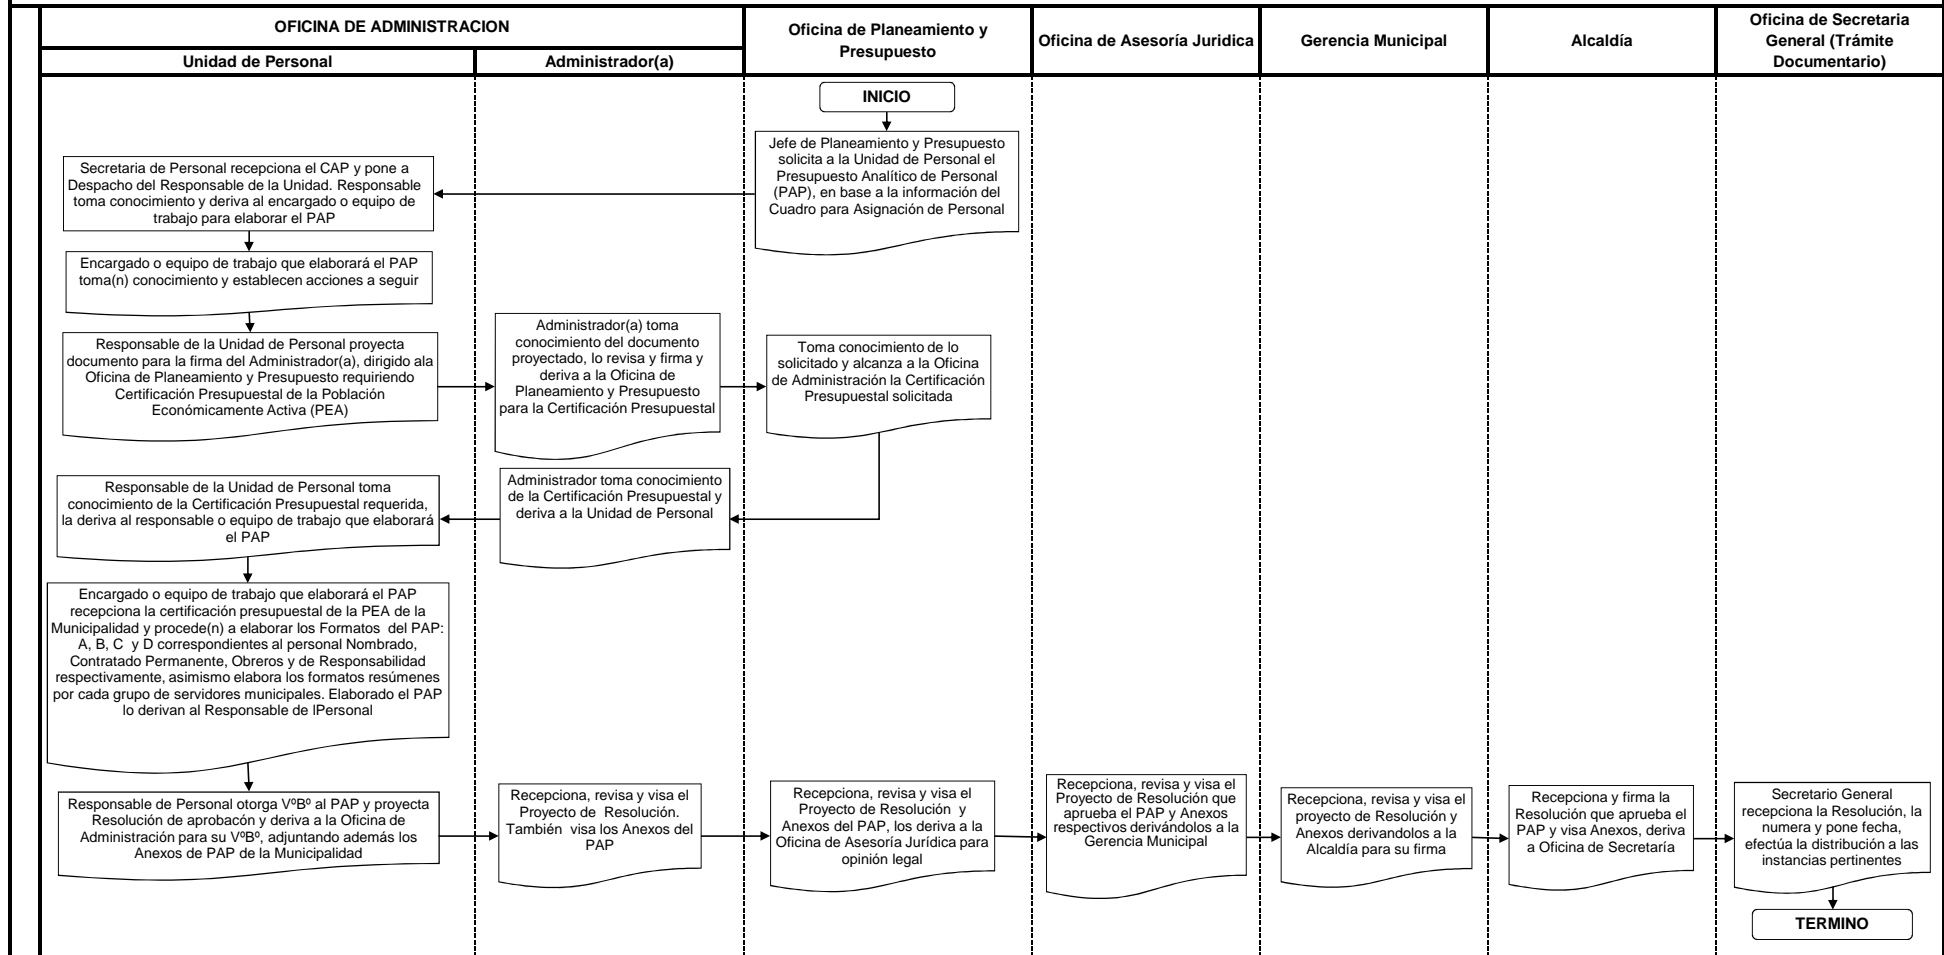 OFICINA DE ADMINISTRACION
Unidad de Personal
Administrador(a)
Oficina de Planeamiento y
Presupuesto
Oficina de Asesoría Juridica
Gerencia Municipal
Alcaldía
Oficina de Secretaria
General (Trámite
Documentario)
INICIO
Jefe de Planeamiento y Presupuesto
solicita a la Unidad de Personal el
Presupuesto Analítico de Personal
(PAP), en base a la información del
Cuadro para Asignación de Personal
Secretaria de Personal recepciona el CAP y pone a
Despacho del Responsable de la Unidad. Responsable
toma conocimiento y deriva al encargado o equipo de
trabajo para elaborar el PAP
Encargado o equipo de trabajo que elaborará el PAP
toma(n) conocimiento y establecen acciones a seguir
Responsable de la Unidad de Personal proyecta
documento para la firma del Administrador(a), dirigido ala
Oficina de Planeamiento y Presupuesto requiriendo
Certificación Presupuestal de la Población
Económicamente Activa (PEA)
Administrador(a) toma
conocimiento del documento
proyectado, lo revisa y firma y
deriva a la Oficina de
Planeamiento y Presupuesto
para la Certificación Presupuestal
Toma conocimiento de lo
solicitado y alcanza a la Oficina
de Administración la Certificación
Presupuestal solicitada
Administrador toma conocimiento
de la Certificación Presupuestal y
deriva a la Unidad de Personal
Responsable de la Unidad de Personal toma
conocimiento de la Certificación Presupuestal requerida,
la deriva al responsable o equipo de trabajo que elaborará
el PAP
Encargado o equipo de trabajo que elaborará el PAP
recepciona la certificación presupuestal de la PEA de la
Municipalidad y procede(n) a elaborar los Formatos del PAP:
A, B, C y D correspondientes al personal Nombrado,
Contratado Permanente, Obreros y de Responsabilidad
respectivamente, asimismo elabora los formatos resúmenes
por cada grupo de servidores municipales. Elaborado el PAP
lo derivan al Responsable de lPersonal
Responsable de Personal otorga VºBº al PAP y proyecta
Resolución de aprobacón y deriva a la Oficina de
Administración para su VºBº, adjuntando además los
Anexos de PAP de la Municipalidad
Recepciona, revisa y visa el
Proyecto de Resolución.
También visa los Anexos del
PAP
Recepciona, revisa y visa el
Proyecto de Resolución y
Anexos del PAP, los deriva a la
Oficina de Asesoría Jurídica para
opinión legal
Recepciona, revisa y visa el
Proyecto de Resolución que
aprueba el PAP y Anexos
respectivos derivándolos a la
Gerencia Municipal
Recepciona, revisa y visa el
proyecto de Resolución y
Anexos derivandolos a la
Alcaldía para su firma
Recepciona y firma la
Resolución que aprueba el
PAP y visa Anexos, deriva
a Oficina de Secretaría
Secretario General
recepciona la Resolución, la
numera y pone fecha,
efectúa la distribución a las
instancias pertinentes
TERMINO